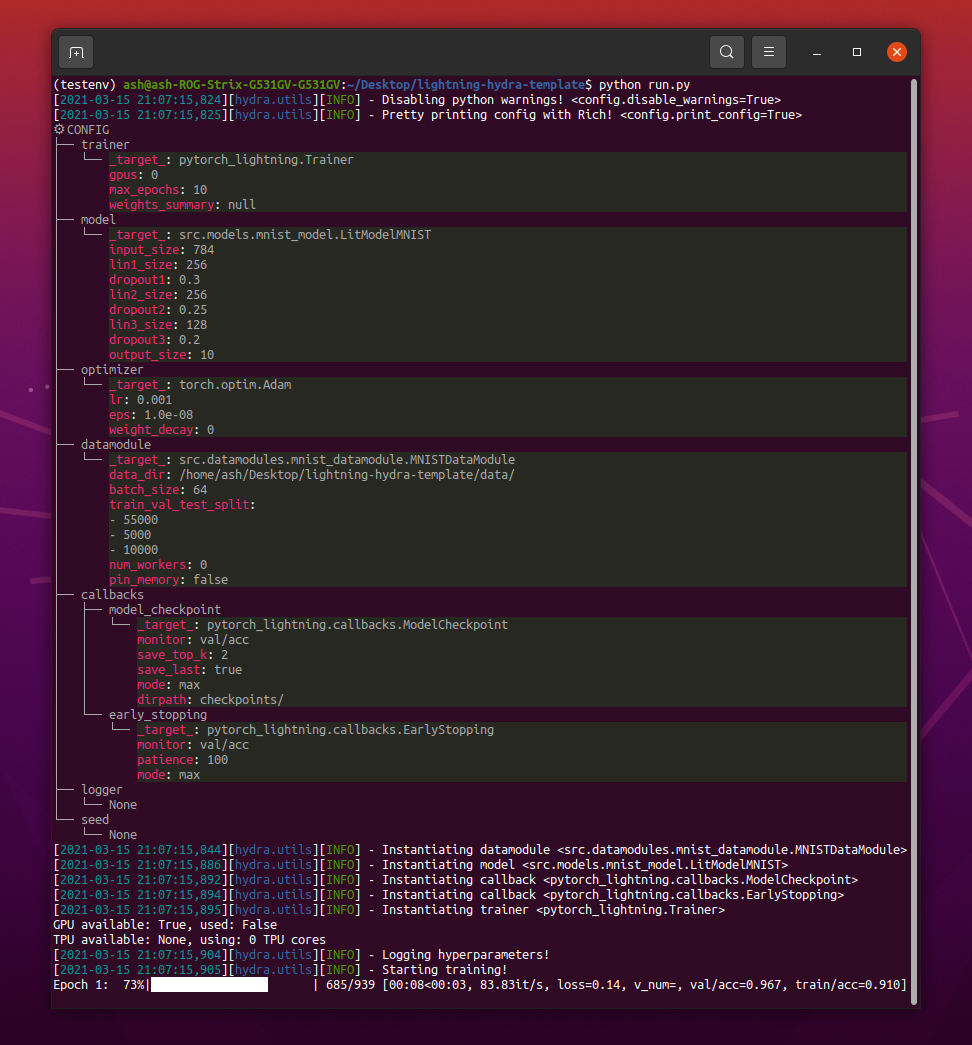 (testenv) ash@ash-ROG-Strix-G531GV-G531GV:~/Desktop/lightning-hydra-template$ python run.py
[2021-03-15 21:07:15,824][hydra.utils][INFO] - Disabling python warnings! <config.disable_warnings=True>
[2021-03-15 21:07:15,825][hydra.utils][INFO] - Pretty printing config with Rich! <config.print_config=True>
⚙ CONFIG
├── trainer
│   └── _target_: pytorch_lightning.Trainer
│       gpus: 0
│       max_epochs: 10
│       weights_summary: null
├── model
│   └── _target_: src.models.mnist_model.LitModelMNIST
│       input_size: 784
│       lin1_size: 256
│       dropout1: 0.3
│       lin2_size: 256
│       dropout2: 0.25
│       lin3_size: 128
│       dropout3: 0.2
│       output_size: 10
├── optimizer
│   └── _target_: torch.optim.Adam
│       lr: 0.001
│       eps: 1.0e-08
│       weight_decay: 0
├── datamodule
│   └── _target_: src.datamodules.mnist_datamodule.MNISTDataModule
│       data_dir: /home/ash/Desktop/lightning-hydra-template/data/
│       batch_size: 64
│       train_val_test_split:
│       - 55000
│       - 5000
│       - 10000
│       num_workers: 0
│       pin_memory: false
├── callbacks
│   ├── model_checkpoint
│   │   └── _target_: pytorch_lightning.callbacks.ModelCheckpoint
│   │       monitor: val/acc
│   │       save_top_k: 2
│   │       save_last: true
│   │       mode: max
│   │       dirpath: checkpoints/
│   └── early_stopping
│       └── _target_: pytorch_lightning.callbacks.EarlyStopping
│           monitor: val/acc
│           patience: 100
│           mode: max
├── logger
│   └── None
└── seed
    └── None
[2021-03-15 21:07:15,844][hydra.utils][INFO] - Instantiating datamodule <src.datamodules.mnist_datamodule.MNISTDataModule>
[2021-03-15 21:07:15,886][hydra.utils][INFO] - Instantiating model <src.models.mnist_model.LitModelMNIST>
[2021-03-15 21:07:15,892][hydra.utils][INFO] - Instantiating callback <pytorch_lightning.callbacks.ModelCheckpoint>
[2021-03-15 21:07:15,894][hydra.utils][INFO] - Instantiating callback <pytorch_lightning.callbacks.EarlyStopping>
[2021-03-15 21:07:15,895][hydra.utils][INFO] - Instantiating trainer <pytorch_lightning.Trainer>
GPU available: True, used: False
TPU available: None, using: 0 TPU cores
[2021-03-15 21:07:15,904][hydra.utils][INFO] - Logging hyperparameters!
[2021-03-15 21:07:15,905][hydra.utils][INFO] - Starting training!
Epoch 1:  73%|███████████      | 685/939 [00:08<00:03, 83.83it/s, loss=0.14, v_num=, val/acc=0.967, train/acc=0.910]